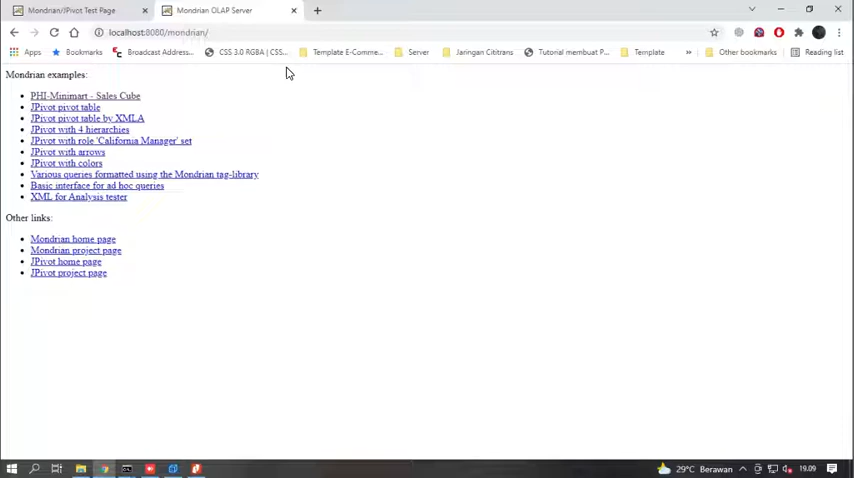 Mondrian/JPivot Test Page
Mondrian OLAP Server
localhost:8080/mondrian/
Apps
Bookmarks
Broadcast Address...
CSS 3.0 RGBA | CSS...
Template E-Comme...
Server
Jaringan Cititrans
Tutorial membuat P...
Template
»
Other bookmarks
Reading list
Mondrian examples:
PHI-Minimart - Sales Cube
JPivot pivot table
JPivot pivot table by XMLA
JPivot with 4 hierarchies
JPivot with role 'California Manager' set
JPivot with arrows
JPivot with colors
Various queries formatted using the Mondrian tag-library
Basic interface for ad hoc queries
XML for Analysis tester
Other links:
Mondrian home page
Mondrian project page
JPivot home page
JPivot project page
29°C Berawan
19.09